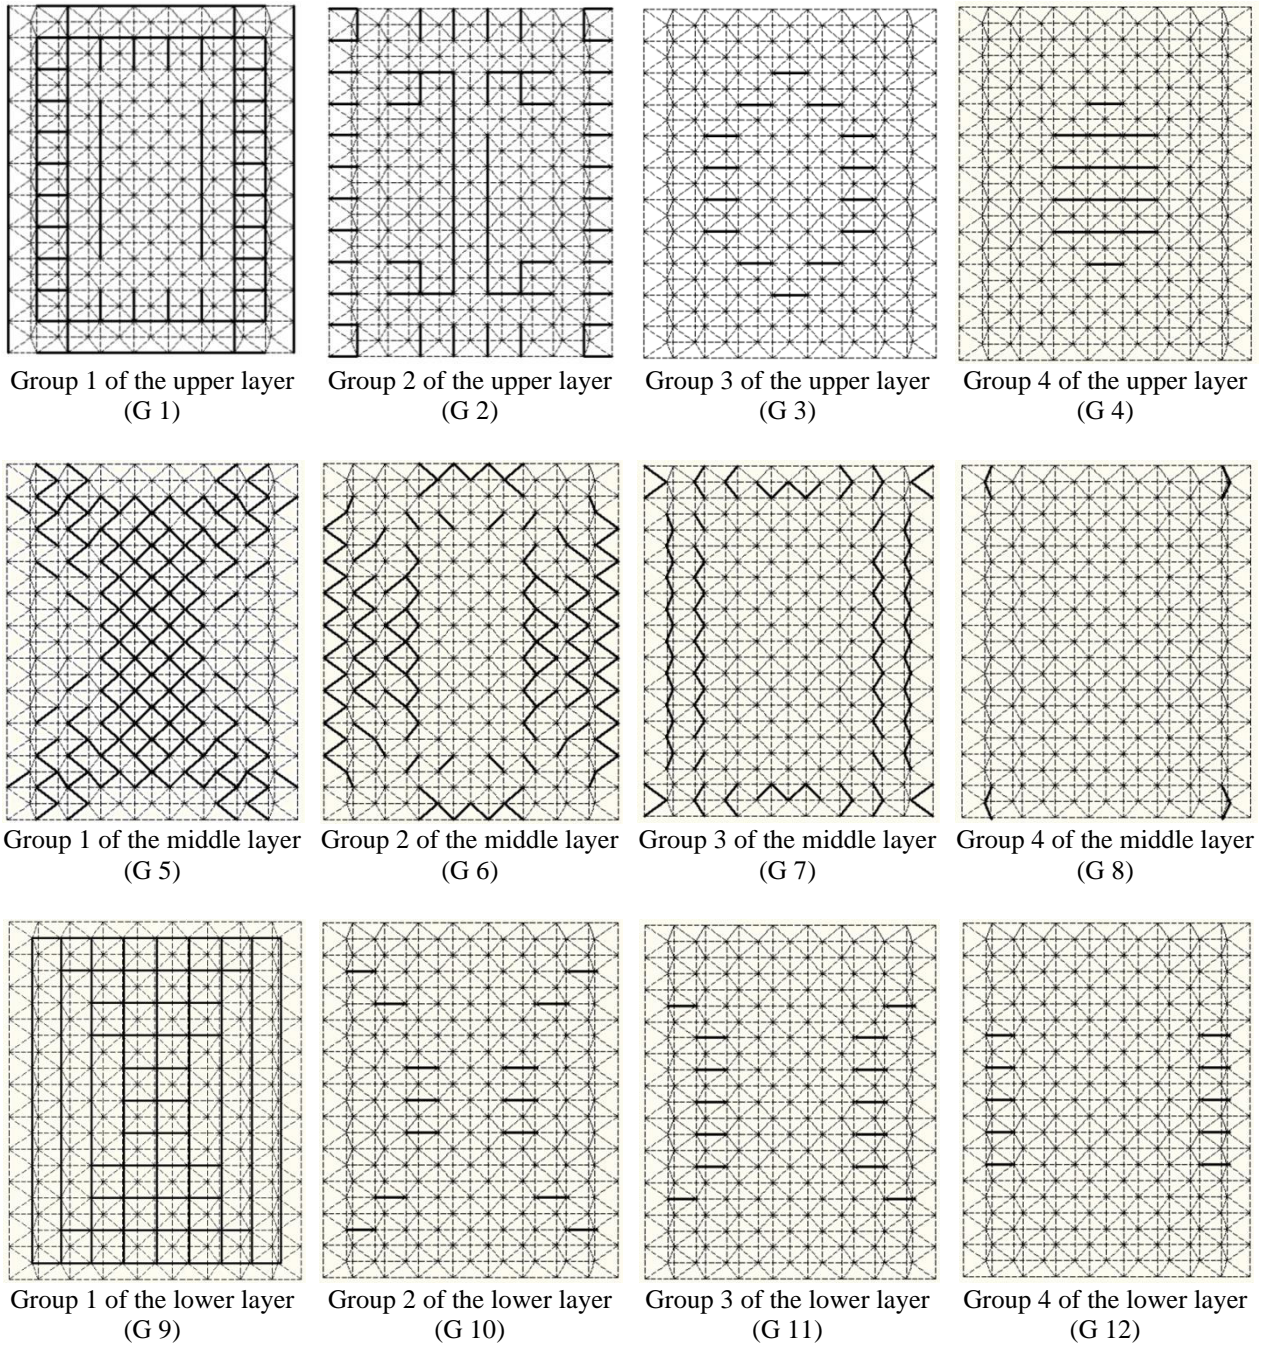 Group 1 of the upper layer
(G 1)
Group 2 of the upper layer
(G 2)
Group 3 of the upper layer
(G 3)
Group 4 of the upper layer
(G 4)
Group 1 of the middle layer
(G 5)
Group 2 of the middle layer
(G 6)
Group 3 of the middle layer
(G 7)
Group 4 of the middle layer
(G 8)
Group 1 of the lower layer
(G 9)
Group 2 of the lower layer
(G 10)
Group 3 of the lower layer
(G 11)
Group 4 of the lower layer
(G 12)